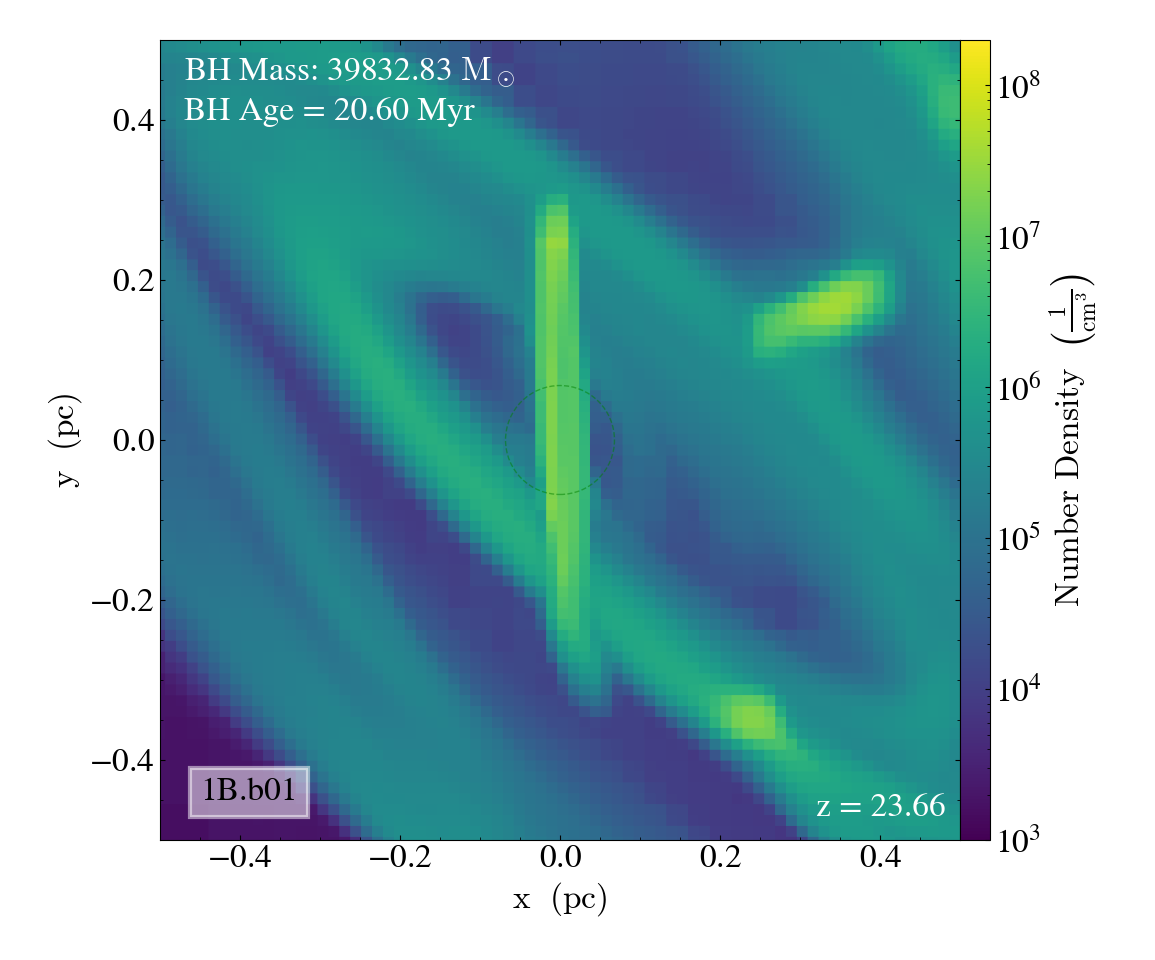 BH Mass: 39832.83 M☉
BH Age = 20.60 Myr
0.4
0.2
0.0
−0.2
−0.4
y (pc)
1B.b01
z = 23.66
−0.4 −0.2 0.0 0.2 0.4
x (pc)
10⁸
10⁷
10⁶
10⁵
10⁴
10³
Number Density (1/cm³)